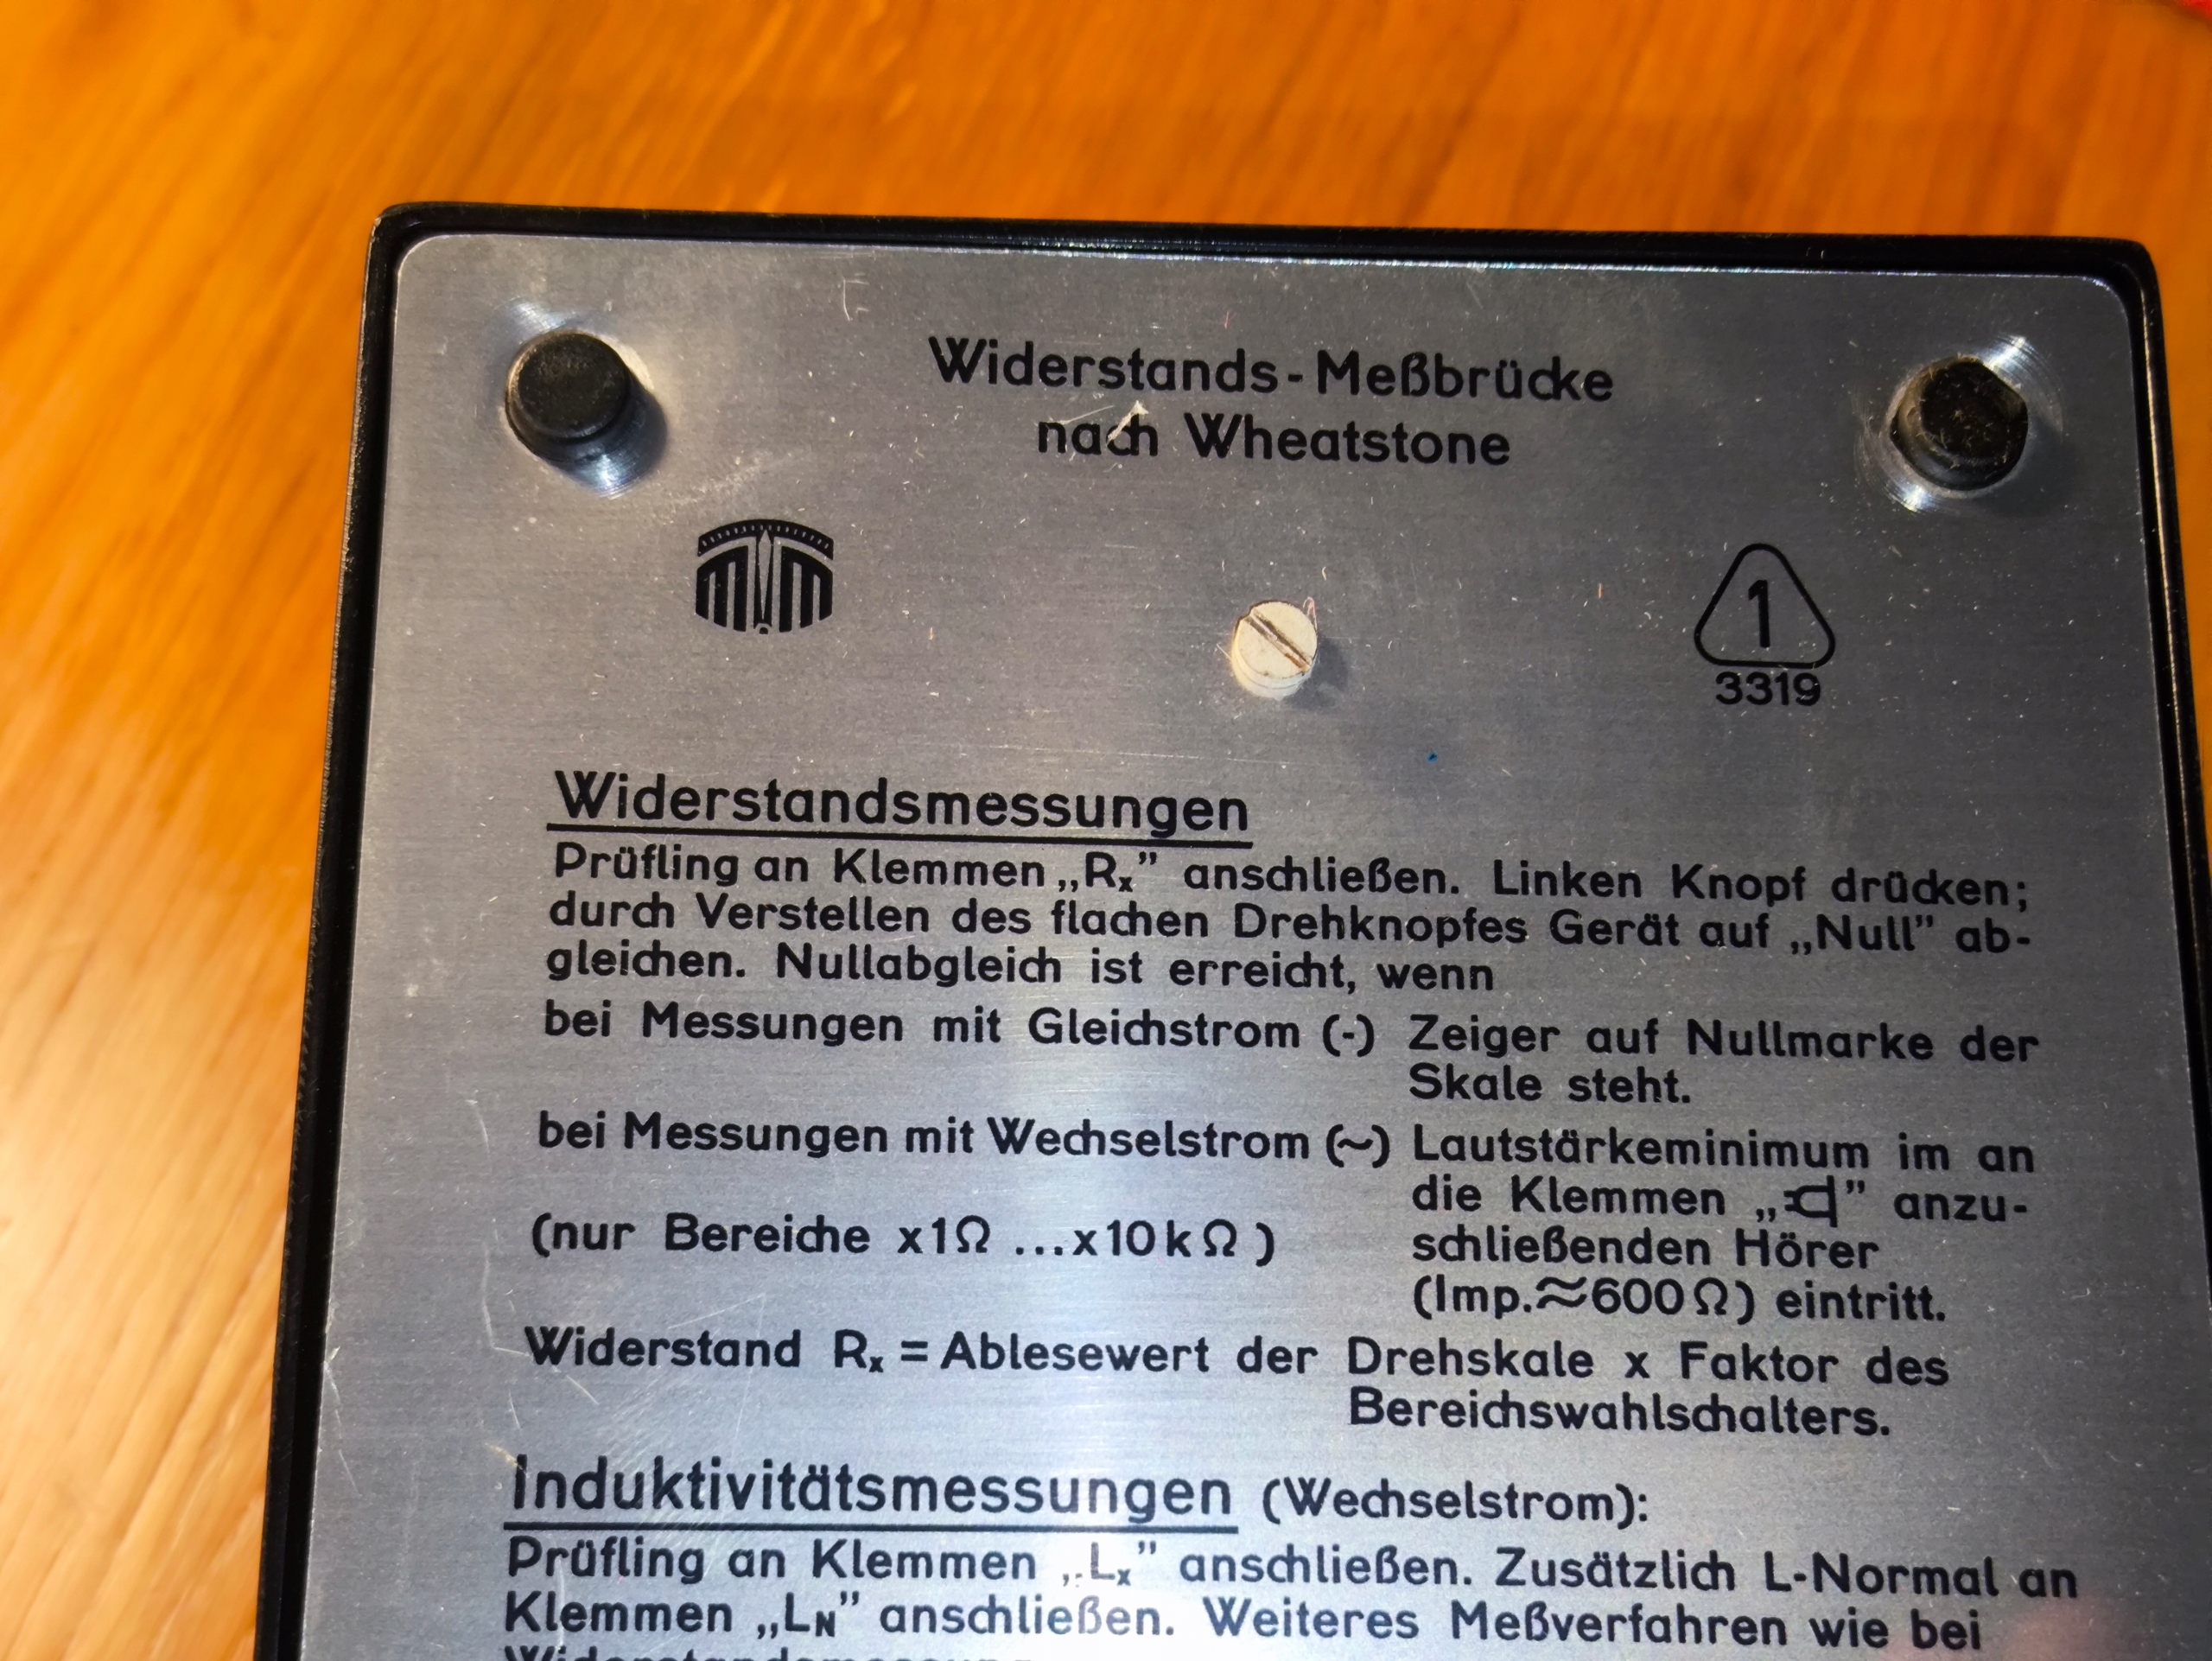 Widerstands-Meßbrücke
nach Wheatstone
1
3319
Widerstandsmessungen
Prüfling an Klemmen „Rx” anschließen. Linken Knopf drücken;
durch Verstellen des flachen Drehknopfes Gerät auf „Null” ab-
gleichen. Nullabgleich ist erreicht, wenn
bei Messungen mit Gleichstrom (-) Zeiger auf Nullmarke der
Skale steht.
bei Messungen mit Wechselstrom (~) Lautstärkeminimum im an
die Klemmen „ ” anzu-
(nur Bereiche x1Ω ...x10kΩ) schließenden Hörer
(Imp.≈600Ω) eintritt.
Widerstand Rx = Ablesewert der Drehskale x Faktor des
Bereichswahlschalters.
Induktivitätsmessungen (Wechselstrom):
Prüfling an Klemmen „Lx” anschließen. Zusätzlich L-Normal an
Klemmen „LN” anschließen. Weiteres Meßverfahren wie bei